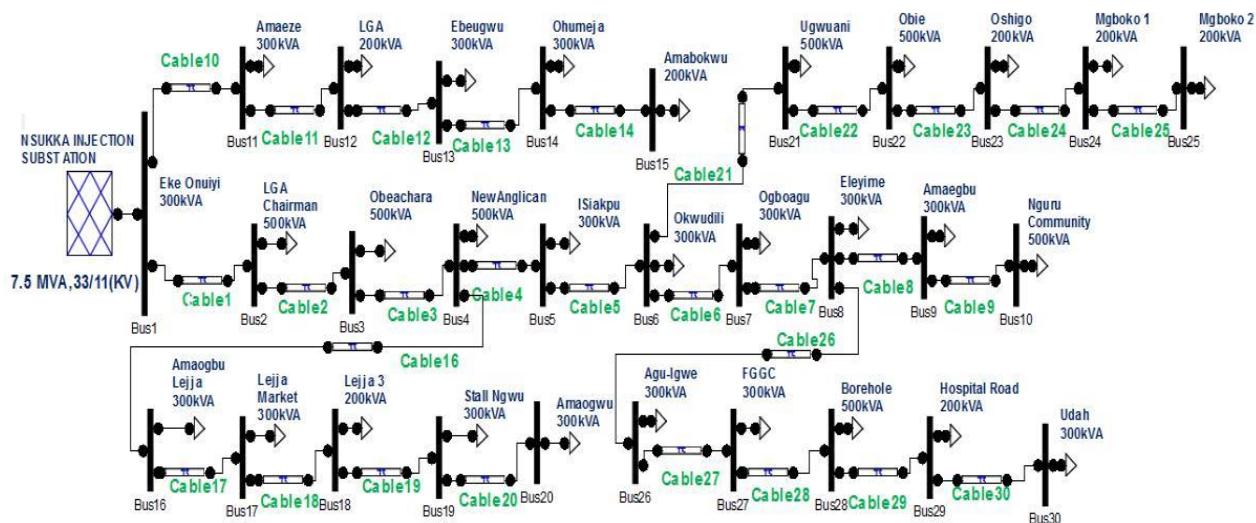 Amaeze
300kVA
LGA
200kVA
Ebeugwu
300kVA
Ohumeja
300kVA
Amabokwu
200kVA
Ugwuani
500kVA
Obie
500kVA
Oshigo
200kVA
Mgboko 1
200kVA
Mgboko 2
200kVA
Cable10
Cable11
Cable12
Cable13
Cable14
Cable22
Cable23
Cable24
Cable25
Bus11
Bus12
Bus13
Bus14
Bus15
Bus21
Bus22
Bus23
Bus24
Bus25
Cable21
NSUKKA INJECTION
SUBSTATION
Eke Onuiyi
300kVA
LGA
Chairman
500kVA
Obeachara
500kVA
NewAnglican
500kVA
ISiakpu
300kVA
Okwudili
300kVA
Ogboagu
300kVA
Eleyime
300kVA
Amaegbu
300kVA
Nguru
Community
500kVA
7.5 MVA,33/11(KV)
Cable1
Cable2
Cable3
Cable4
Cable5
Cable6
Cable7
Cable8
Cable9
Bus1
Bus2
Bus3
Bus4
Bus5
Bus6
Bus7
Bus8
Bus9
Bus10
Cable16
Cable26
Amaogbu
Lejja
300kVA
Lejja
Market
300kVA
Lejja 3
200kVA
Stall Ngwu
300kVA
Amaogwu
300kVA
Agu-Igwe
300kVA
FGGC
300kVA
Borehole
500kVA
Hospital Road
200kVA
Udah
300kVA
Cable17
Cable18
Cable19
Cable20
Cable27
Cable28
Cable29
Cable30
Bus16
Bus17
Bus18
Bus19
Bus20
Bus26
Bus27
Bus28
Bus29
Bus30